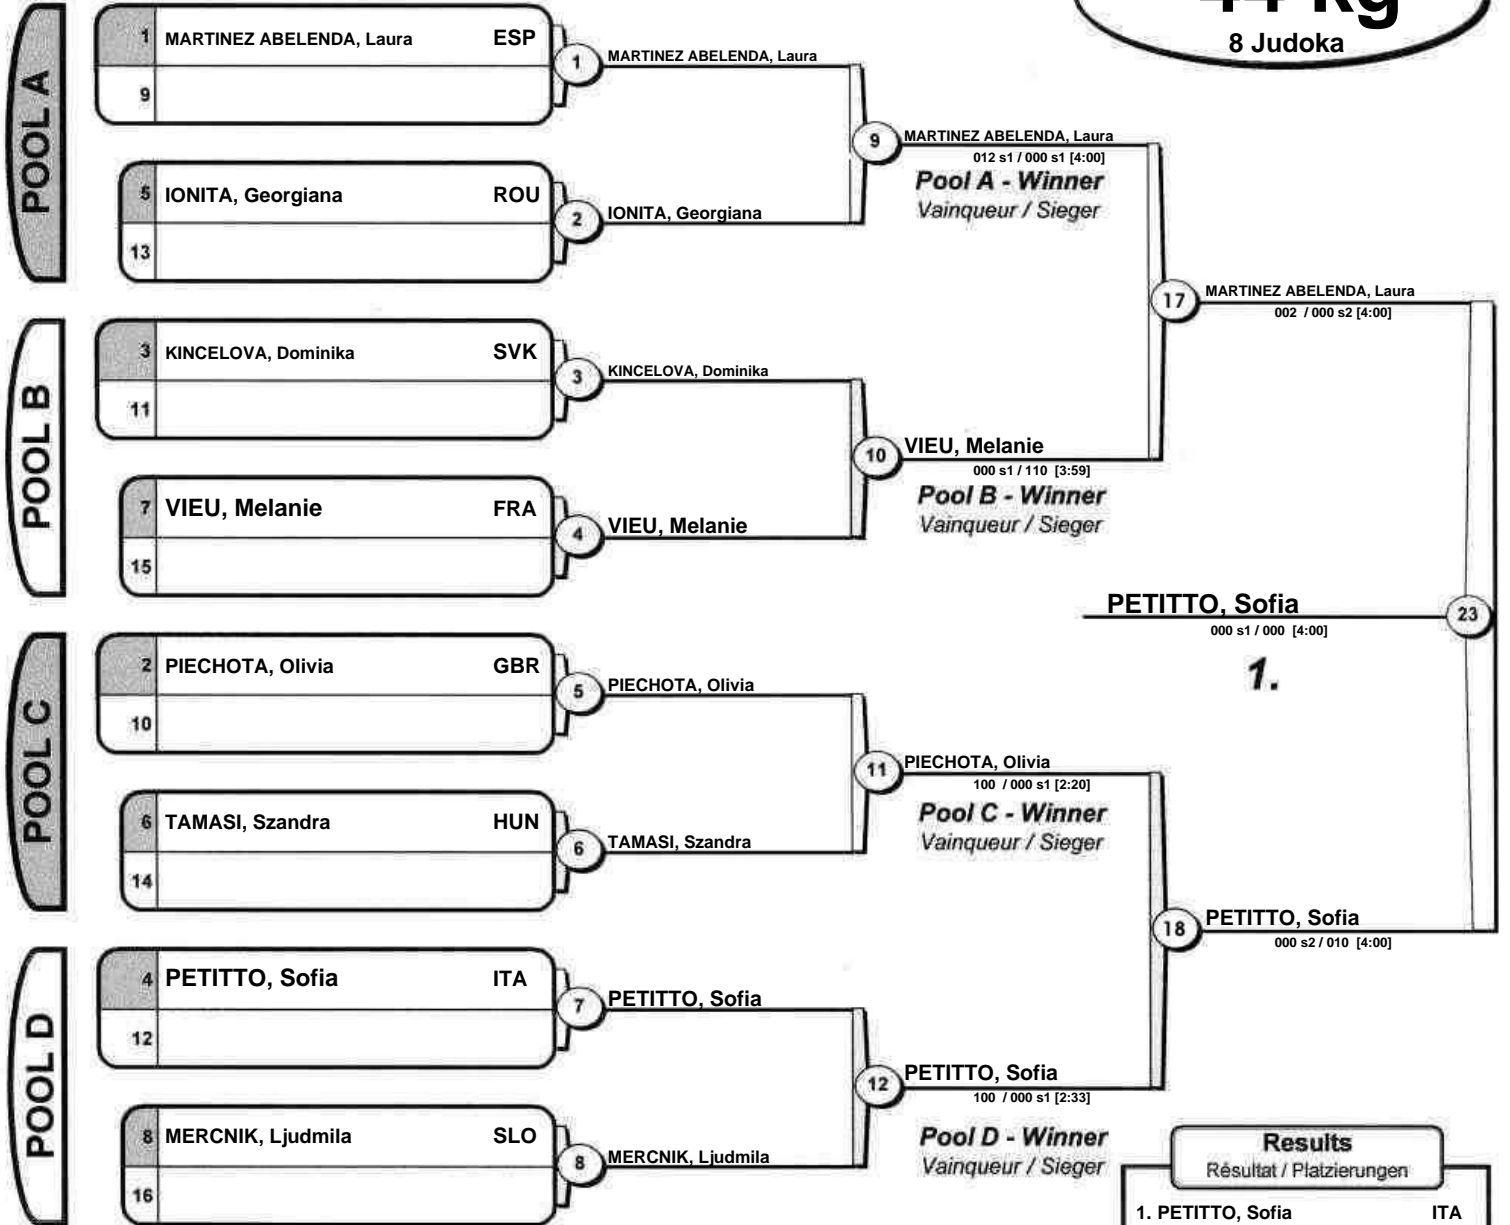 44 kg
8 Judoka
POOL A
1 MARTINEZ ABELENDA, Laura ESP
9
1 MARTINEZ ABELENDA, Laura
5 IONITA, Georgiana ROU
13
2 IONITA, Georgiana
9 MARTINEZ ABELENDA, Laura
012 s1 / 000 s1 [4:00]
Pool A - Winner
Vainqueur / Sieger
POOL B
3 KINCELOVA, Dominika SVK
11
3 KINCELOVA, Dominika
7 VIEU, Melanie FRA
15
4 VIEU, Melanie
10 VIEU, Melanie
000 s1 / 110 [3:59]
Pool B - Winner
Vainqueur / Sieger
17 MARTINEZ ABELENDA, Laura
002 / 000 s2 [4:00]
PETITTO, Sofia 23
000 s1 / 000 [4:00]
1.
POOL C
2 PIECHOTA, Olivia GBR
10
5 PIECHOTA, Olivia
6 TAMASI, Szandra HUN
14
6 TAMASI, Szandra
11 PIECHOTA, Olivia
100 / 000 s1 [2:20]
Pool C - Winner
Vainqueur / Sieger
18 PETITTO, Sofia
000 s2 / 010 [4:00]
POOL D
4 PETITTO, Sofia ITA
12
7 PETITTO, Sofia
8 MERCNIK, Ljudmila SLO
16
8 MERCNIK, Ljudmila
12 PETITTO, Sofia
100 / 000 s1 [2:33]
Pool D - Winner
Vainqueur / Sieger
Results
Résultat / Platzierungen
1. PETITTO, Sofia ITA